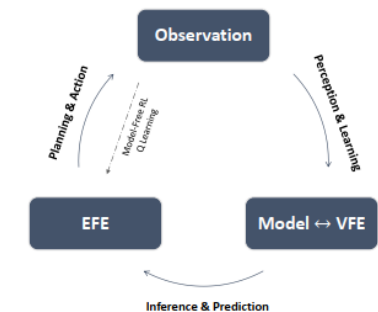 Observation
Planning & Action
Model-Free RL
Q Learning
Perception & Learning
EFE
Model ↔ VFE
Inference & Prediction